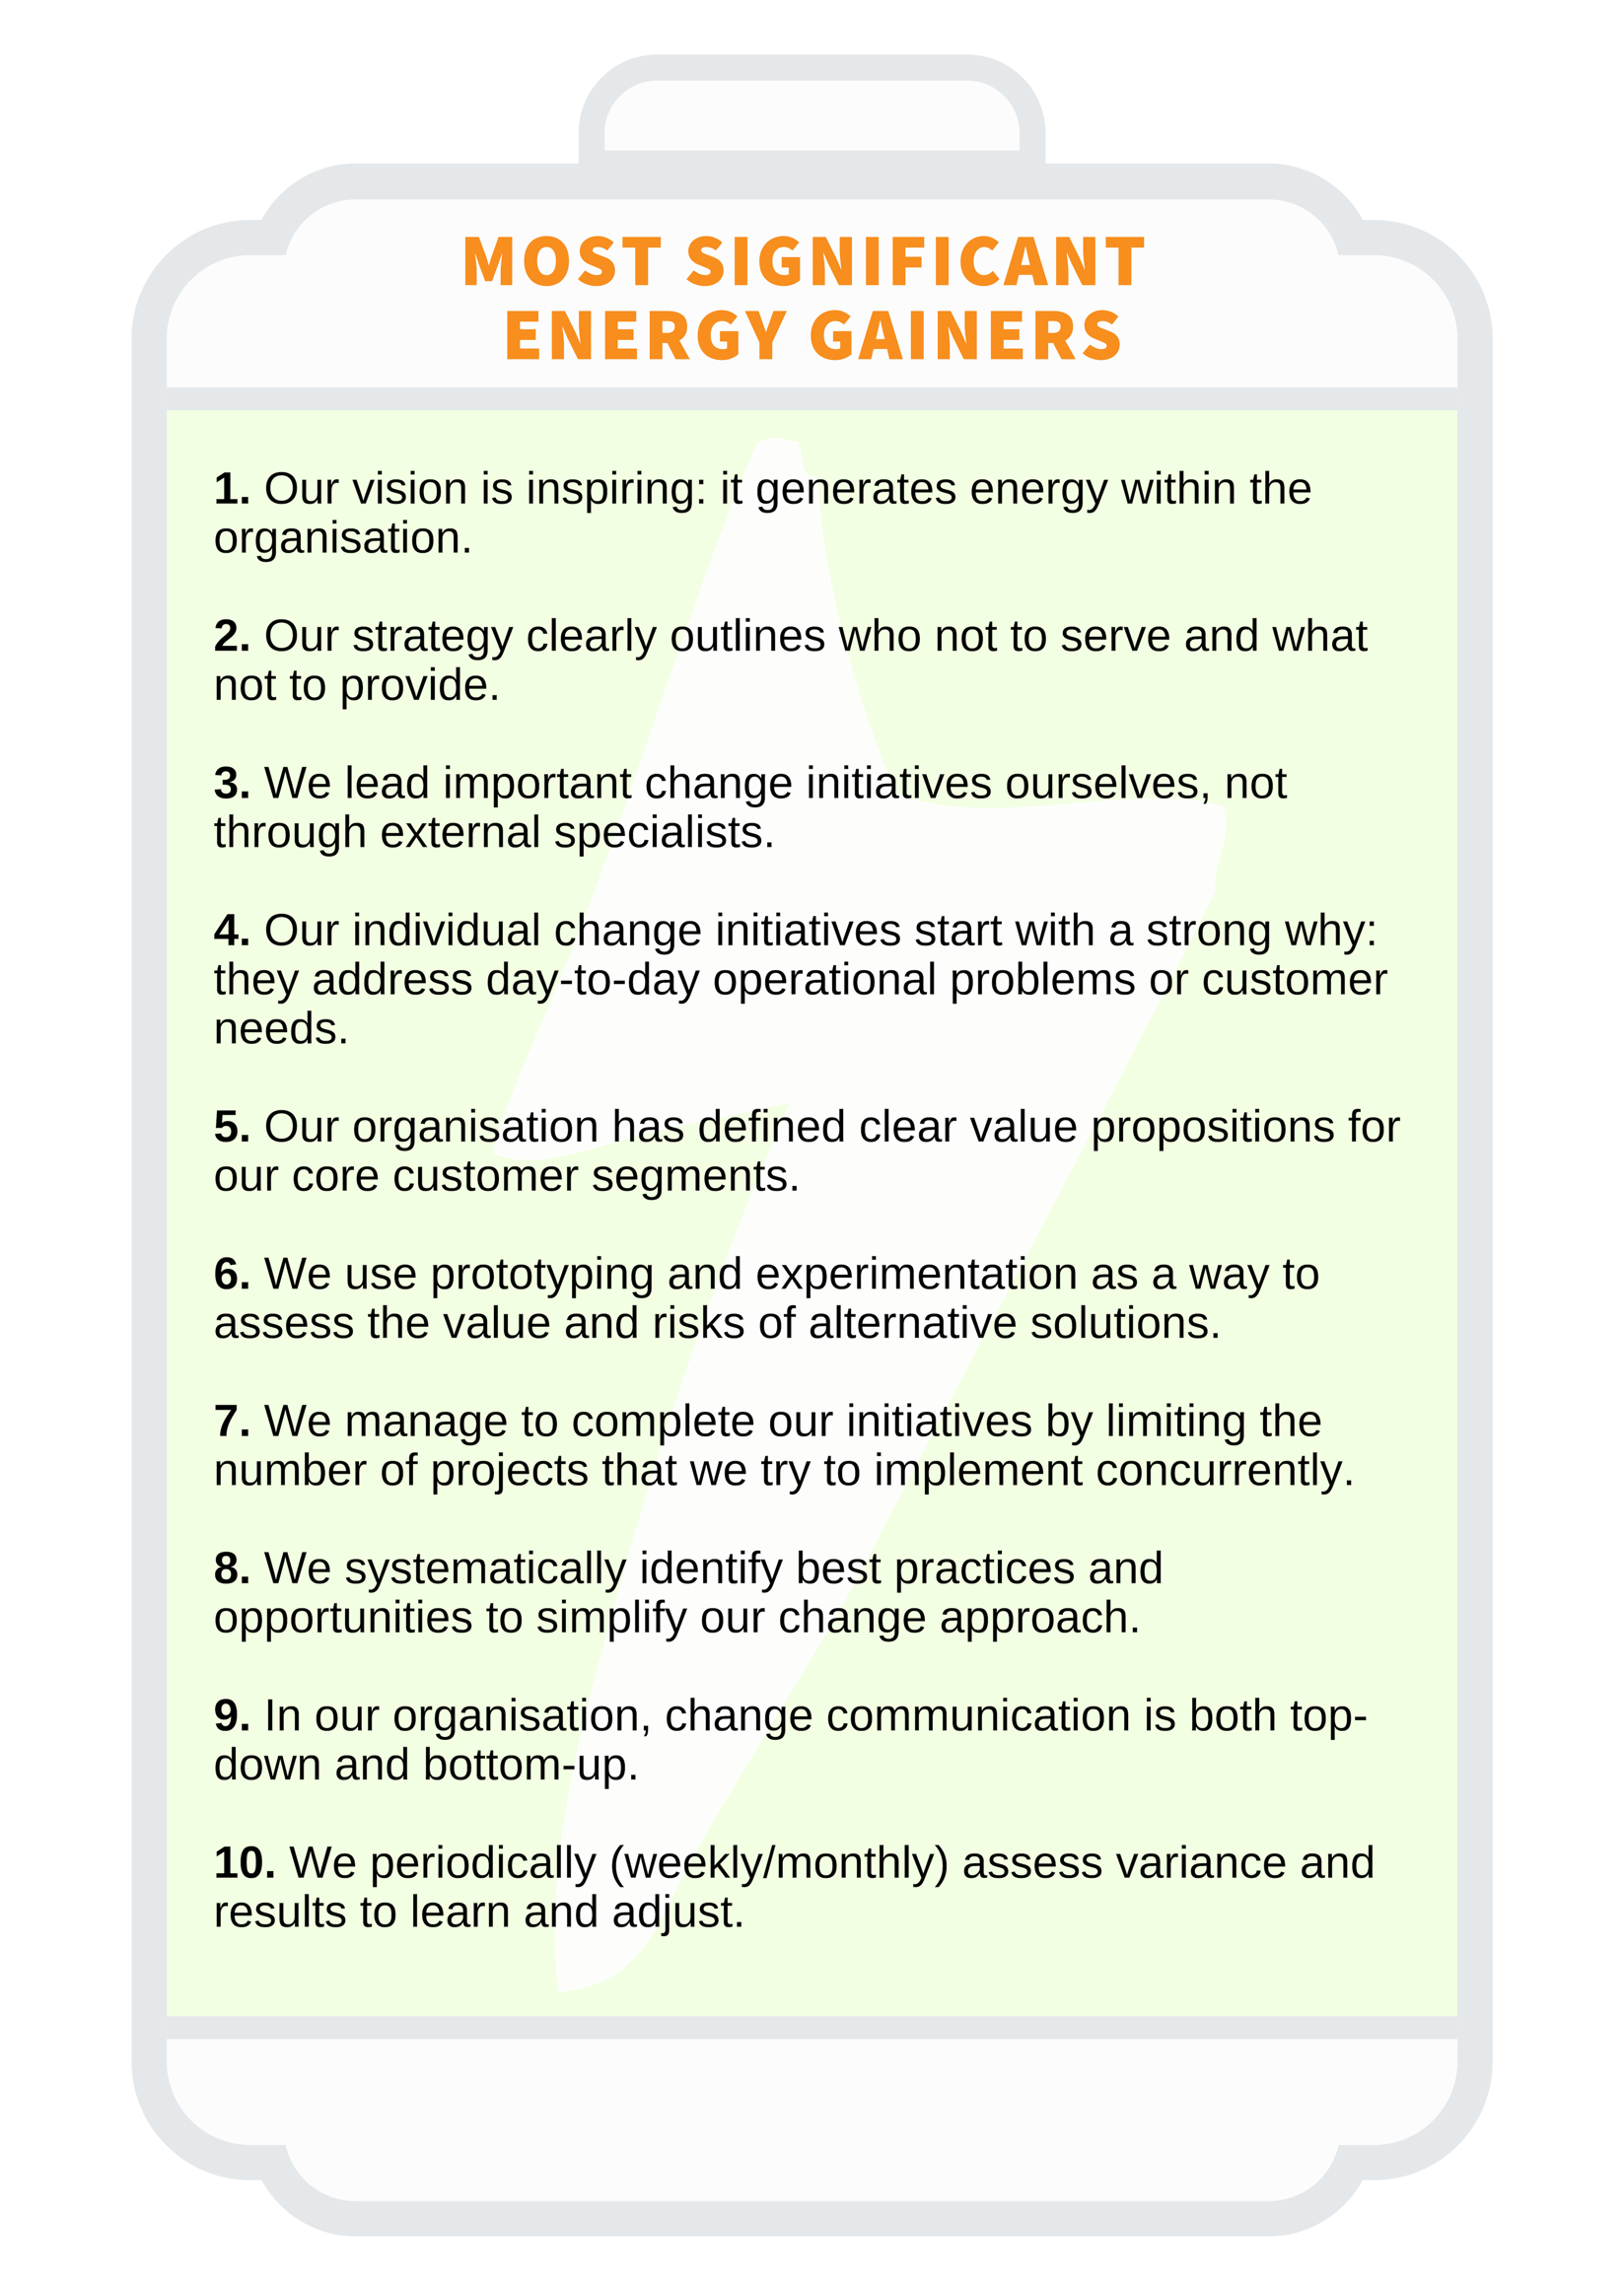 MOST SIGNIFICANT
ENERGY GAINERS
1. Our vision is inspiring: it generates energy within the
organisation.
2. Our strategy clearly outlines who not to serve and what
not to provide.
3. We lead important change initiatives ourselves, not
through external specialists.
4. Our individual change initiatives start with a strong why:
they address day-to-day operational problems or customer
needs.
5. Our organisation has defined clear value propositions for
our core customer segments.
6. We use prototyping and experimentation as a way to
assess the value and risks of alternative solutions.
7. We manage to complete our initiatives by limiting the
number of projects that we try to implement concurrently.
8. We systematically identify best practices and
opportunities to simplify our change approach.
9. In our organisation, change communication is both top-
down and bottom-up.
10. We periodically (weekly/monthly) assess variance and
results to learn and adjust.